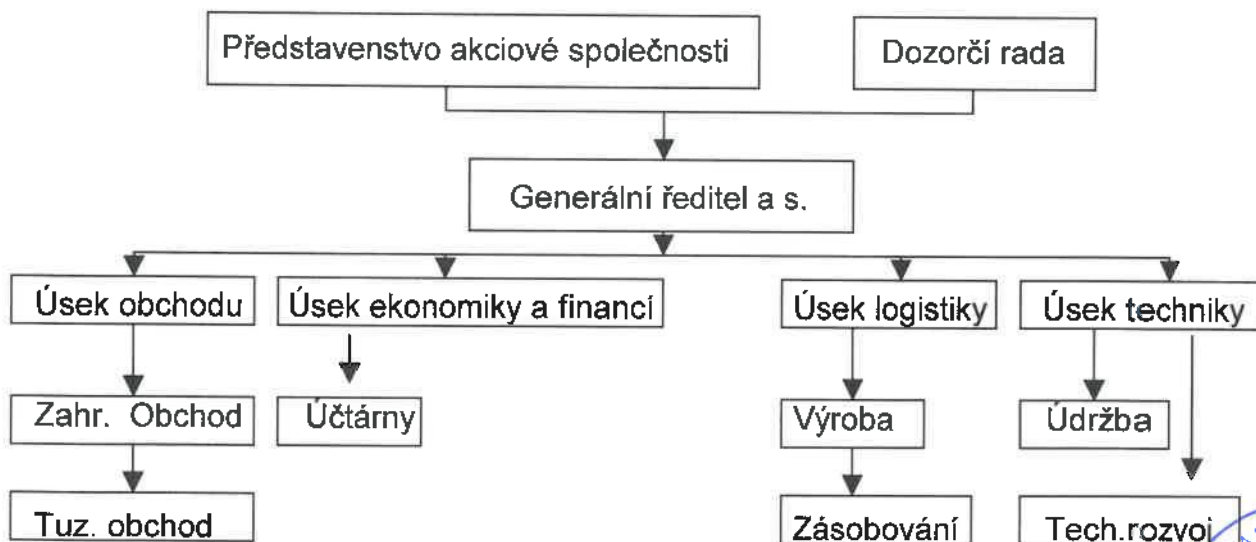 Představenstvo akciové společnosti
Dozorčí rada
Generální ředitel a s.
Úsek obchodu
Úsek ekonomiky a financí
Úsek logistiky
Úsek techniky
Zahr. Obchod
Účtárny
Výroba
Údržba
Tuz. obchod
Zásobování
Tech.rozvoj